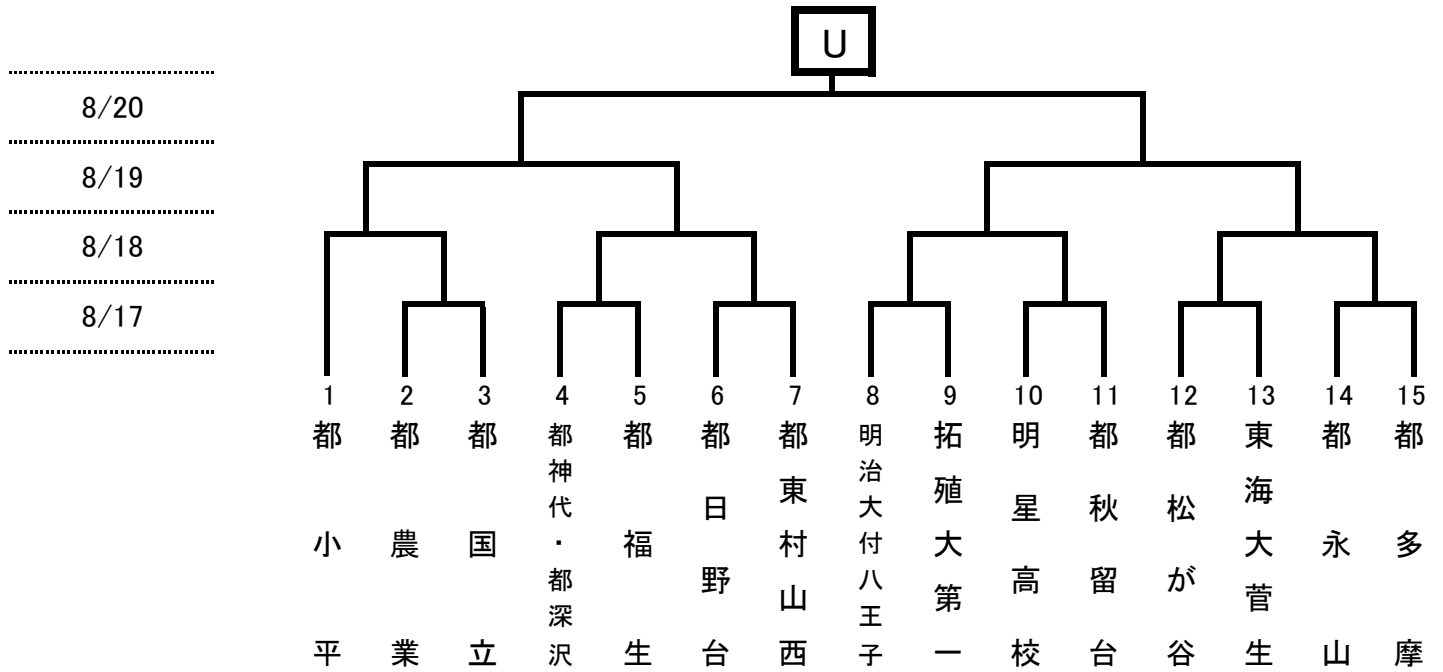 U
8/20
8/19
8/18
8/17
1
2
3
4
5
6
7
8
9
10
11
12
13
14
15
都小平
都農業
都国立
都神代・都深沢
都福生
都日野台
都東村山西
明治大付八王子
拓殖大第一
明星高校
都秋留台
都松が谷
東海大菅生
都永山
都多摩